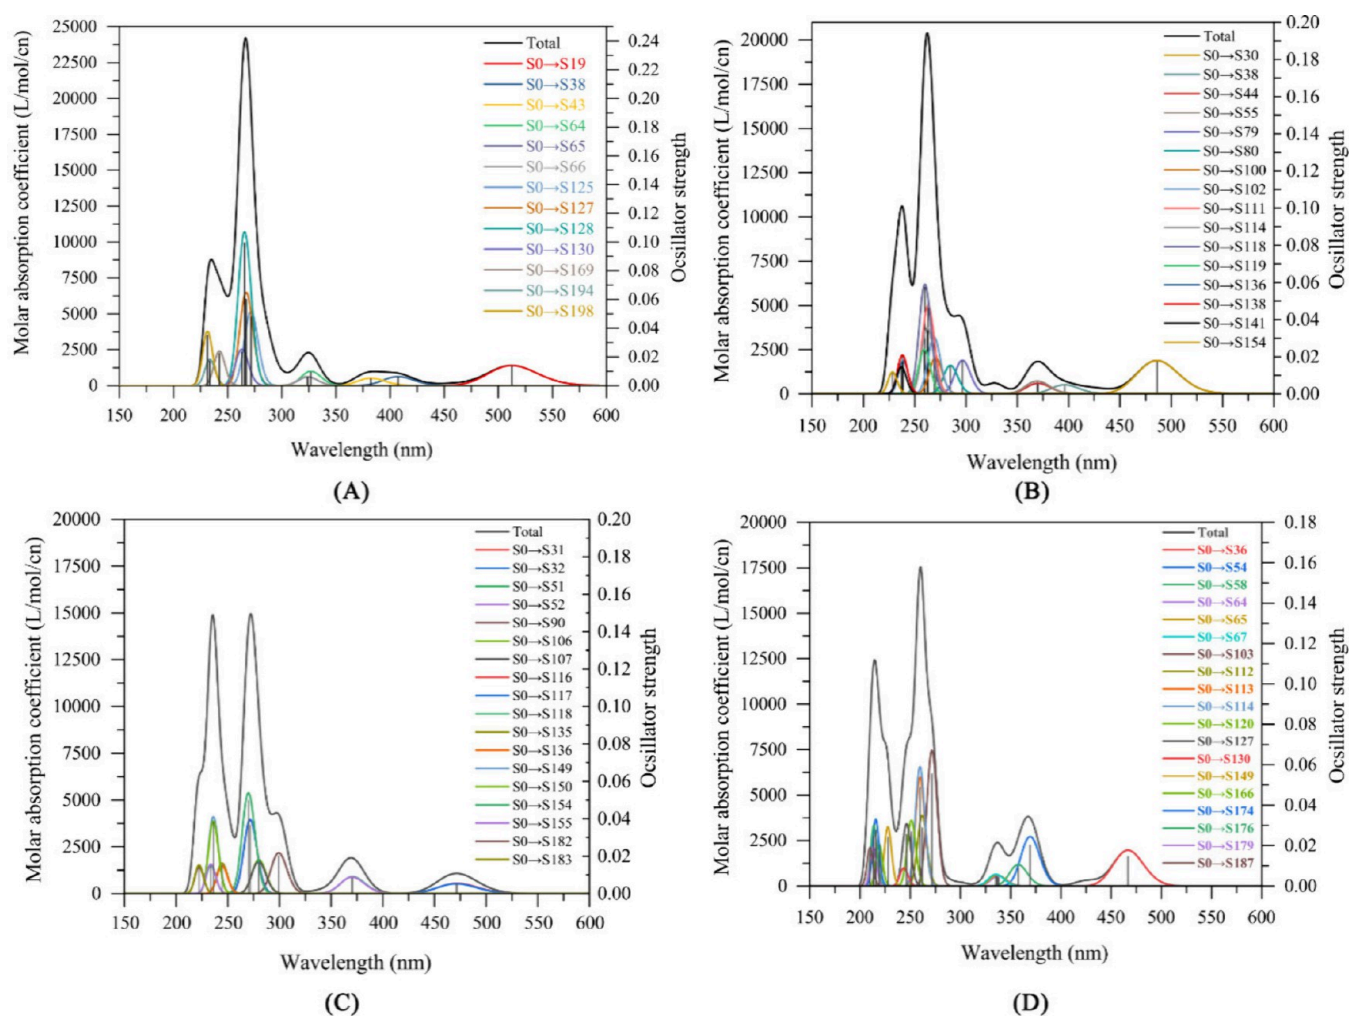 25000
22500
20000
17500
15000
12500
10000
7500
5000
2500
0
Molar absorption coefficient (L/mol/cn)
0.24
0.22
0.20
0.18
0.16
0.14
0.12
0.10
0.08
0.06
0.04
0.02
0.00
Ocsillator strength
Total
S0→S19
S0→S38
S0→S43
S0→S64
S0→S65
S0→S66
S0→S125
S0→S127
S0→S128
S0→S130
S0→S169
S0→S194
S0→S198
150 200 250 300 350 400 450 500 550 600
Wavelength (nm)
(A)
20000
17500
15000
12500
10000
7500
5000
2500
0
Molar absorption coefficient (L/mol/cn)
0.20
0.18
0.16
0.14
0.12
0.10
0.08
0.06
0.04
0.02
0.00
Ocsillator strength
Total
S0→S30
S0→S38
S0→S44
S0→S55
S0→S79
S0→S80
S0→S100
S0→S102
S0→S111
S0→S114
S0→S118
S0→S119
S0→S136
S0→S138
S0→S141
S0→S154
150 200 250 300 350 400 450 500 550 600
Wavelength (nm)
(B)
20000
17500
15000
12500
10000
7500
5000
2500
0
Molar absorption coefficient (L/mol/cn)
0.20
0.18
0.16
0.14
0.12
0.10
0.08
0.06
0.04
0.02
0.00
Ocsillator strength
Total
S0→S31
S0→S32
S0→S51
S0→S52
S0→S90
S0→S106
S0→S107
S0→S116
S0→S117
S0→S118
S0→S135
S0→S136
S0→S149
S0→S150
S0→S154
S0→S155
S0→S182
S0→S183
150 200 250 300 350 400 450 500 550 600
Wavelength (nm)
(C)
20000
17500
15000
12500
10000
7500
5000
2500
0
Molar absorption coefficient (L/mol/cn)
0.18
0.16
0.14
0.12
0.10
0.08
0.06
0.04
0.02
0.00
Ocsillator strength
Total
S0→S36
S0→S54
S0→S58
S0→S64
S0→S65
S0→S67
S0→S103
S0→S112
S0→S113
S0→S114
S0→S120
S0→S127
S0→S130
S0→S149
S0→S166
S0→S174
S0→S176
S0→S179
S0→S187
150 200 250 300 350 400 450 500 550 600
Wavelength (nm)
(D)